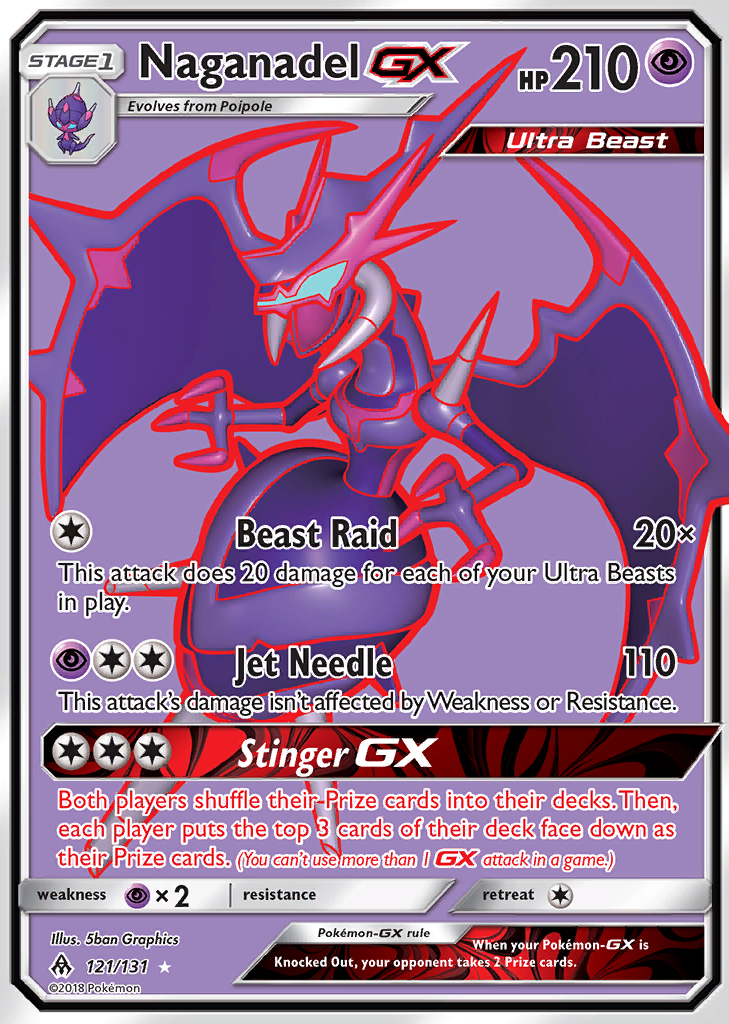 STAGE 1 Naganadel GX HP 210
Evolves from Poipole
Ultra Beast
Beast Raid 20×
This attack does 20 damage for each of your Ultra Beasts
in play.
Jet Needle 110
This attack's damage isn't affected by Weakness or Resistance.
Stinger GX
Both players shuffle their Prize cards into their decks. Then,
each player puts the top 3 cards of their deck face down as
their Prize cards. (You can't use more than 1 GX attack in a game.)
weakness × 2 resistance retreat
Illus. 5ban Graphics
121/131
©2018 Pokémon
Pokémon-GX rule
When your Pokémon-GX is
Knocked Out, your opponent takes 2 Prize cards.